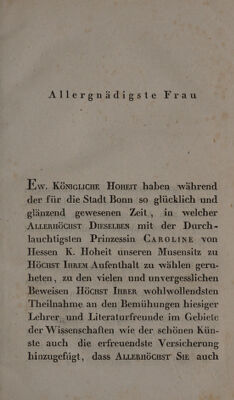 Allergnädigste Frau
Ew. Königliche Hoheit haben während
der für die Stadt Bonn so glücklich und
glänzend gewesenen Zeit, in welcher
Allerhöchst Dieselben mit der Durch-
lauchtigsten Prinzessin Caroline von
Hessen K. Hoheit unseren Musensitz zu
Höchst Ihrem Aufenthalt zu wählen geru-
heten, zu den vielen und unvergesslichen
Beweisen Höchst Ihrer wohlwollendsten
Theilnahme an den Bemühungen hiesiger
Lehrer und Literaturfreunde im Gebiete
der Wissenschaften wie der schönen Kün-
ste auch die erfreuendste Versicherung
hinzugefügt, dass Allerhöchst Sie auch